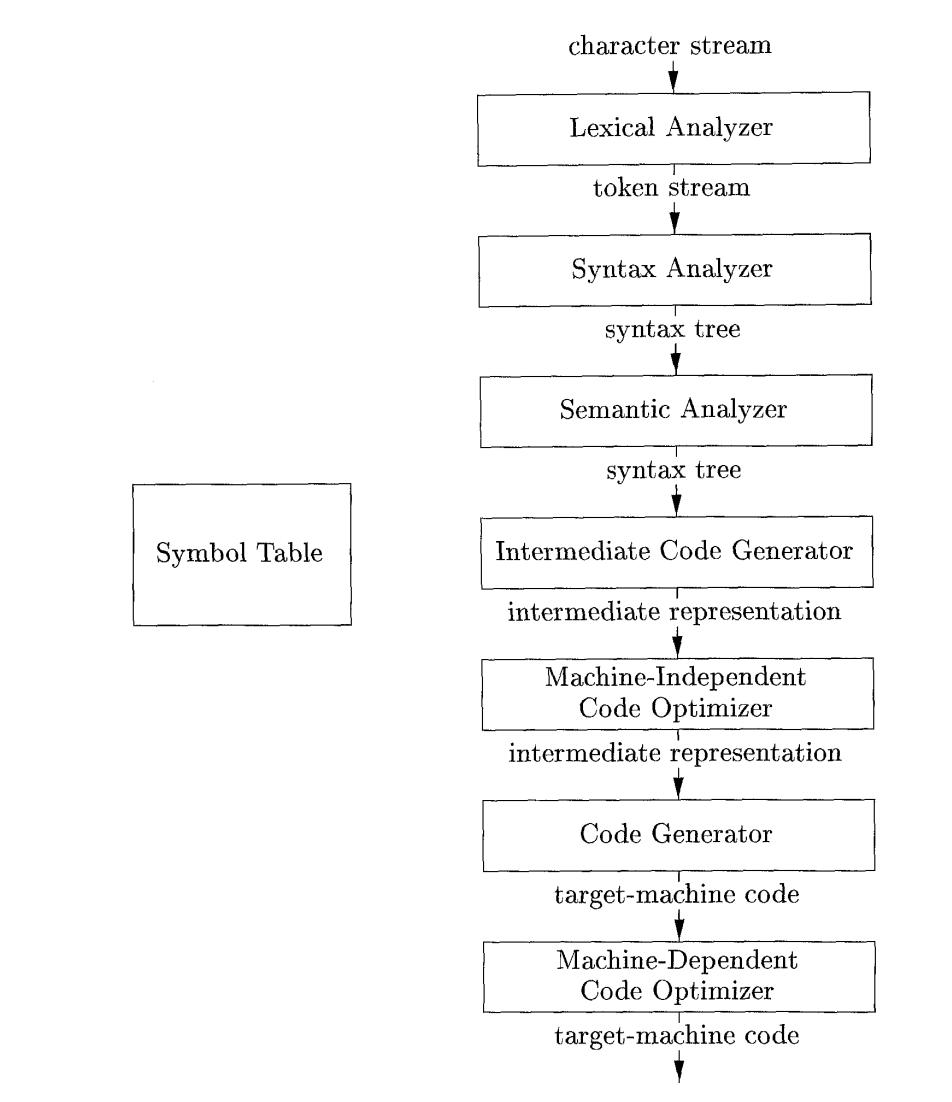 character stream
Lexical Analyzer
token stream
Syntax Analyzer
syntax tree
Semantic Analyzer
syntax tree
Symbol Table
Intermediate Code Generator
intermediate representation
Machine-Independent
Code Optimizer
intermediate representation
Code Generator
target-machine code
Machine-Dependent
Code Optimizer
target-machine code